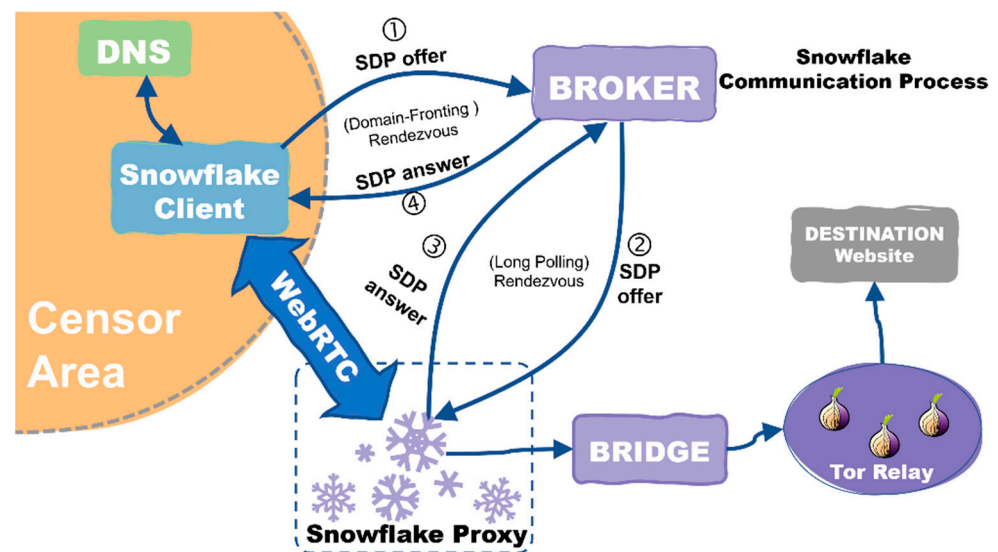 DNS
①
SDP offer
(Domain-Fronting )
Rendezvous
SDP answer
④
BROKER
Snowflake
Communication Process
Snowflake
Client
③
SDP
answer
(Long Polling)
Rendezvous
②
SDP
offer
DESTINATION
Website
Censor
Area
WebRTC
BRIDGE
Tor Relay
Snowflake Proxy